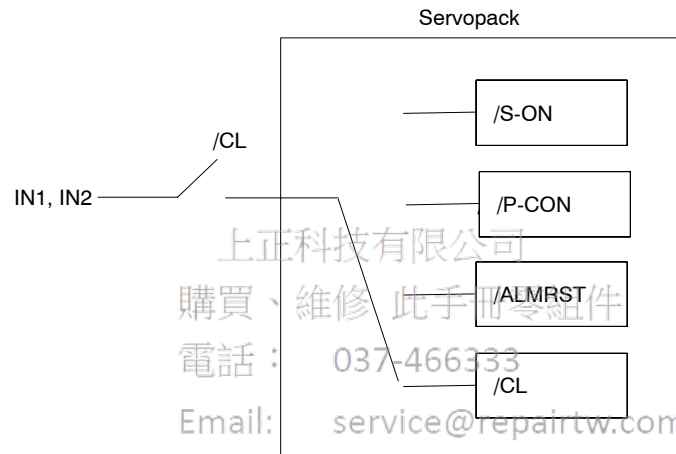 Servopack
/S-ON
/CL
IN1, IN2
/P-CON
上正科技有限公司
購買、維修 此手冊零組件
/ALMRST
電話： 037-466333
/CL
Email: service@repairtw.com